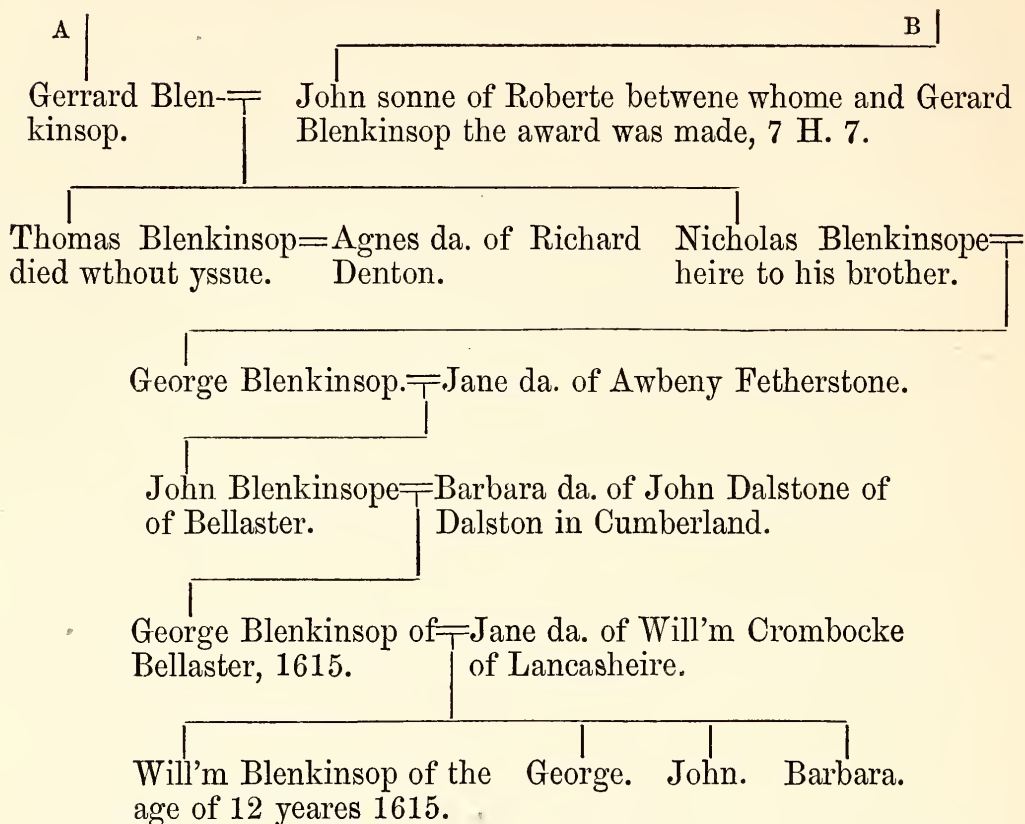 A
B
Gerrard Blen-
kinsop.
John sonne of Roberte betwene whome and Gerard
Blenkinsop the award was made, 7 H. 7.
Thomas Blenkinsop=Agnes da. of Richard
died wthout yssue. Denton.
Nicholas Blenkinsope=
heire to his brother.
George Blenkinsop.=Jane da. of Awbeny Fetherstone.
John Blenkinsope=Barbara da. of John Dalstone of
of Bellaster. Dalston in Cumberland.
George Blenkinsop of=Jane da. of Will'm Crombocke
Bellaster, 1615. of Lancasheire.
Will'm Blenkinsop of the
age of 12 yeares 1615.
George. John. Barbara.